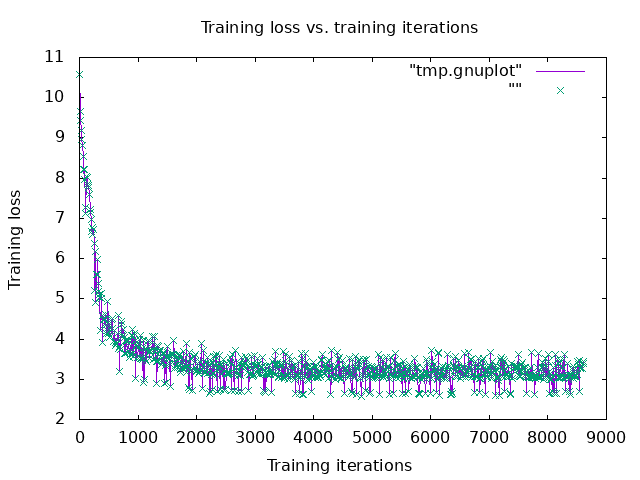 Training loss vs. training iterations
"tmp.gnuplot"
""
11
10
9
8
7
6
5
4
3
2
Training loss
0 1000 2000 3000 4000 5000 6000 7000 8000 9000
Training iterations